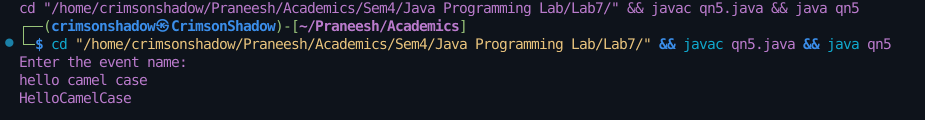 cd "/home/crimsonshadow/Praneesh/Academics/Sem4/Java Programming Lab/Lab7/" && javac qn5.java && java qn5
┌──(crimsonshadow㉿CrimsonShadow)-[~/Praneesh/Academics]
└─$ cd "/home/crimsonshadow/Praneesh/Academics/Sem4/Java Programming Lab/Lab7/" && javac qn5.java && java qn5
Enter the event name:
hello camel case
HelloCamelCase